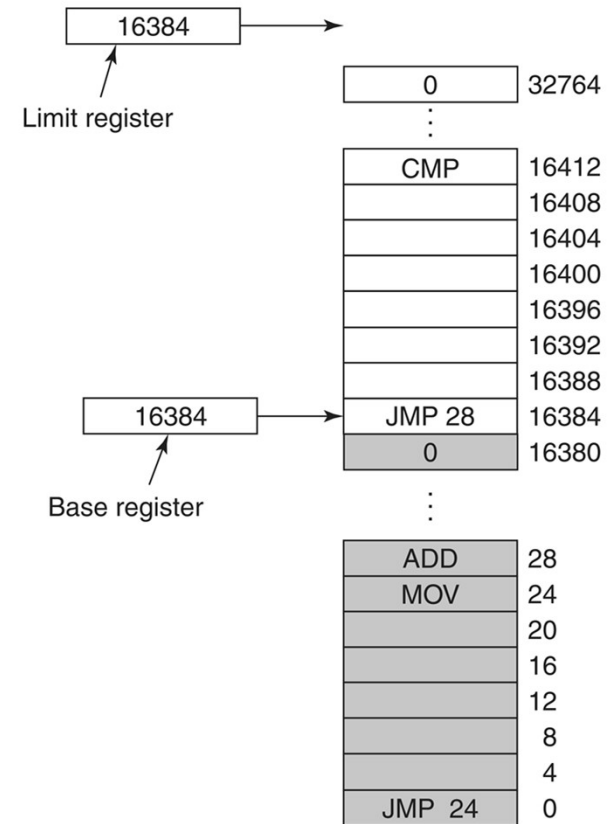 16384
Limit register
0 32764
CMP 16412
16408
16404
16400
16396
16392
16388
16384 JMP 28 16384
0 16380
Base register
ADD 28
MOV 24
20
16
12
8
4
JMP 24 0